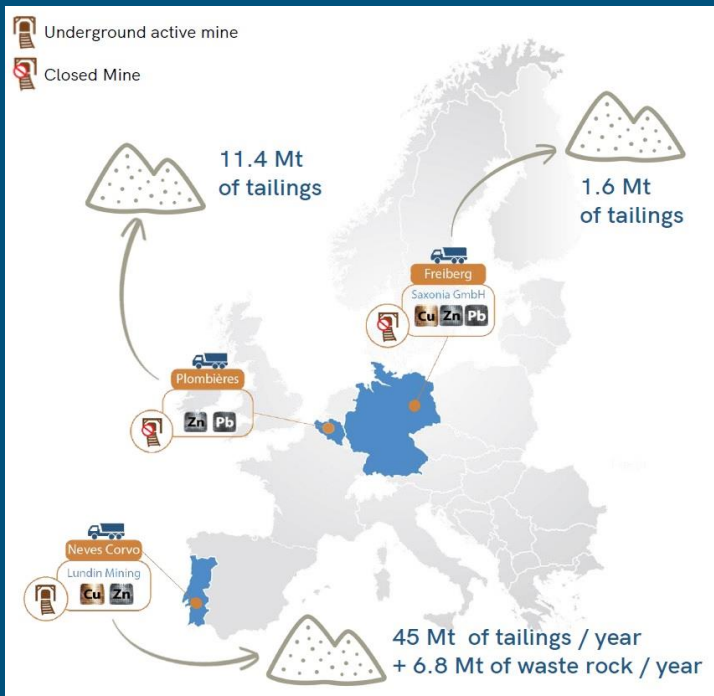 Underground active mine
Closed Mine
11.4 Mt
of tailings
1.6 Mt
of tailings
Freiberg
Saxonia GmbH
Cu Zn Pb
Plombières
Zn Pb
Neves Corvo
Lundin Mining
Cu Zn
45 Mt of tailings / year
+ 6.8 Mt of waste rock / year